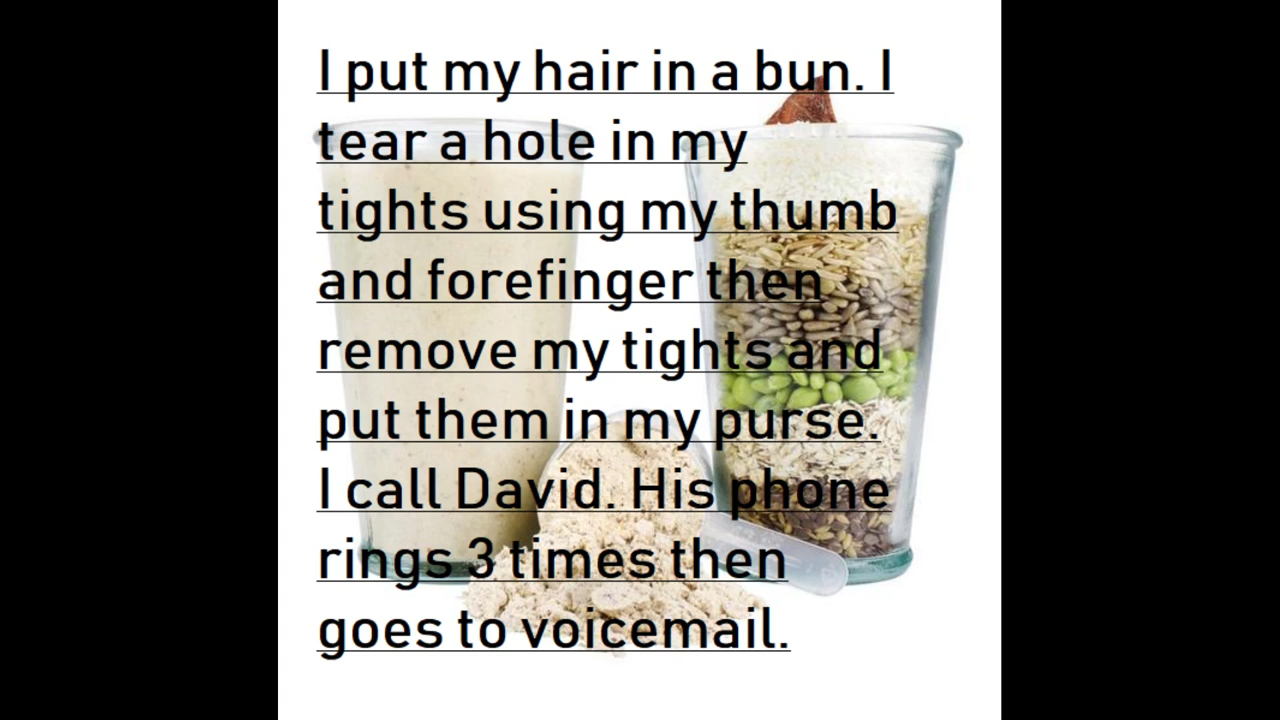 I put my hair in a bun. I
tear a hole in my
tights using my thumb
and forefinger then
remove my tights and
put them in my purse.
I call David. His phone
rings 3 times then
goes to voicemail.